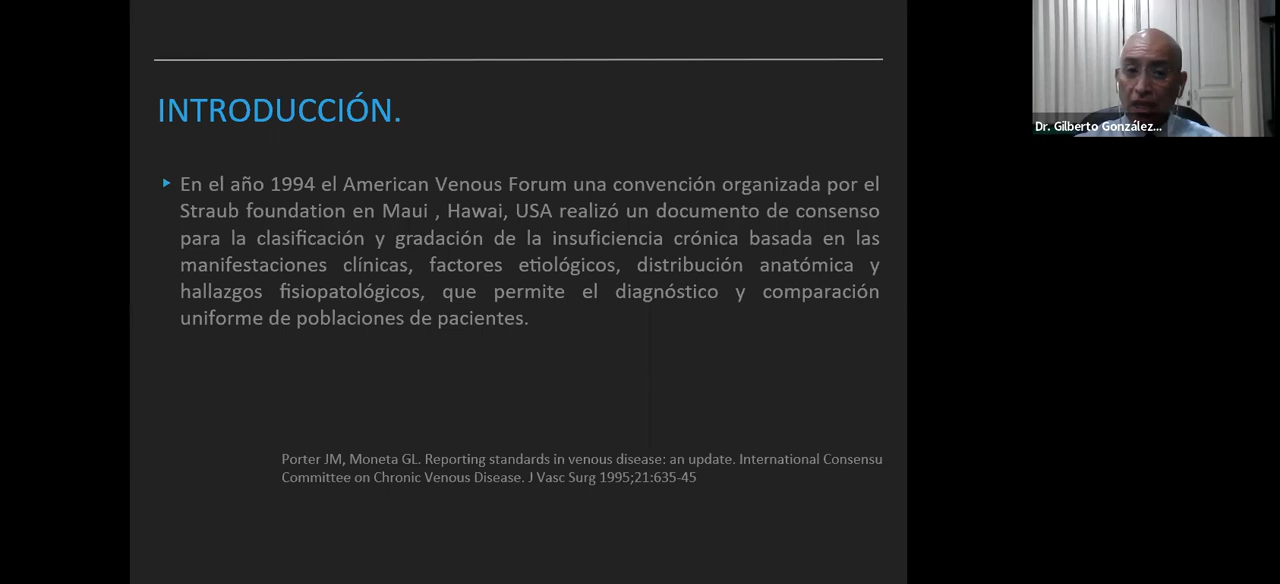 INTRODUCCIÓN.
En el año 1994 el American Venous Forum una convención organizada por el
Straub foundation en Maui , Hawai, USA realizó un documento de consenso
para la clasificación y gradación de la insuficiencia crónica basada en las
manifestaciones clínicas, factores etiológicos, distribución anatómica y
hallazgos fisiopatológicos, que permite el diagnóstico y comparación
uniforme de poblaciones de pacientes.
Porter JM, Moneta GL. Reporting standards in venous disease: an update. International Consensu
Committee on Chronic Venous Disease. J Vasc Surg 1995;21:635-45
Dr. Gilberto González...